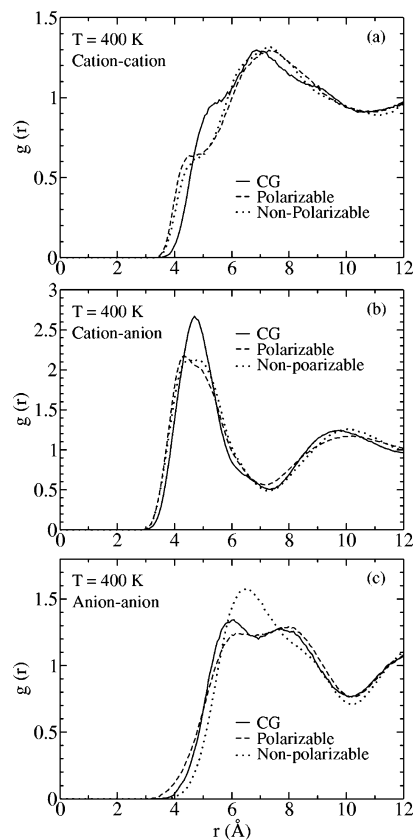 1.5
T = 400 K
(a)
Cation-cation
1
g (r)
CG
0.5
Polarizable
Non-Polarizable
0
0 2 4 6 8 10 12
3
T = 400 K
(b)
2.5
Cation-anion
CG
2
Polarizable
g (r)
1.5
Non-poarizable
1
0.5
0
0 2 4 6 8 10 12
T = 400 K
(c)
1.5
Anion-anion
1
g (r)
CG
0.5
Polarizable
Non-polarizable
0
0 2 4 6 8 10 12
r (Å)